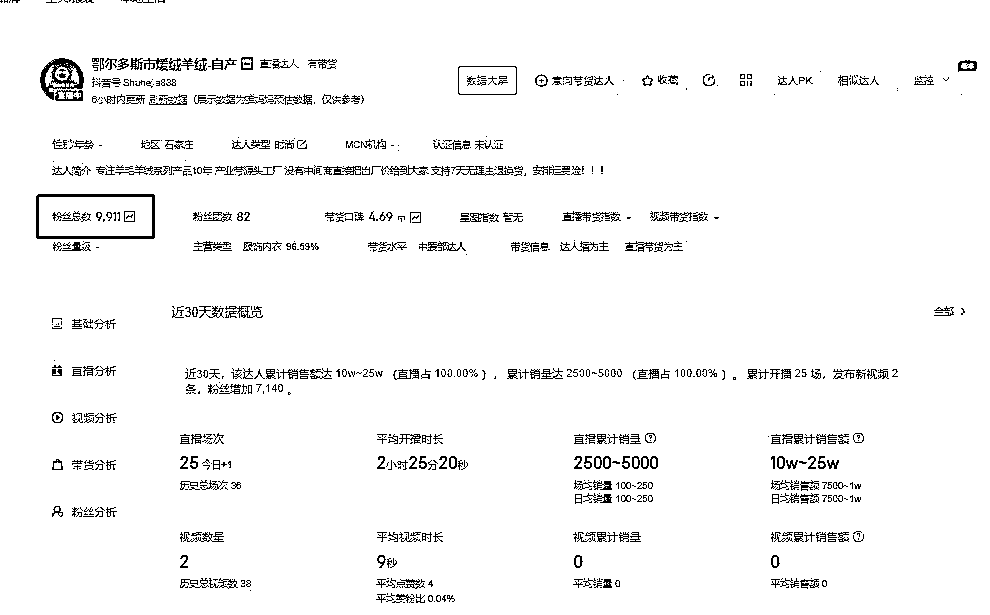 鄂尔多斯市煖绒羊绒-自产 直播达人 有带货
抖音号 Shuheja838
6小时内更新 刷新数据 (展示数据为蝉妈妈预估数据, 仅供参考)
数据大屏 意向带货达人 收藏 达人PK 相似达人 监控
性别/年龄 - 地区 石家庄 达人类型 时尚 MCN机构 - 认证信息 未认证
达人简介 专注羊毛羊绒系列产品10年 产业带源头工厂 没有中间商直接把出厂价给到大家 支持7天无理由退换货, 安排运费险!!!
粉丝总数 9,911 粉丝团数 82 带货口碑 4.69 星图指数 暂无 直播带货指数 - 视频带货指数 -
粉丝量级 - 主营类型 服饰内衣 96.59% 带货水平 中腰部达人 带货信息 达人播为主 直播带货为主
近30天数据概览 全部 >
基础分析
直播分析
视频分析
带货分析
粉丝分析
近30天, 该达人累计销售额达 10w~25w (直播占 100.00%), 累计销量达 2500~5000 (直播占 100.00%)。累计开播 25 场, 发布新视频 2
条, 粉丝增加 7,140。
直播场次 平均开播时长 直播累计销量 直播累计销售额
25 今日+1 2小时25分20秒 2500~5000 10w~25w
历史总场次 36 场均销量 100~250 场均销售额 7500~1w
日均销量 100~250 日均销售额 7500~1w
视频数量 平均视频时长 视频累计销量 视频累计销售额
2 9秒 0 0
历史总视频数 38 平均点赞数 4 平均销量 0 平均销售额 0
平均赞粉比 0.04%